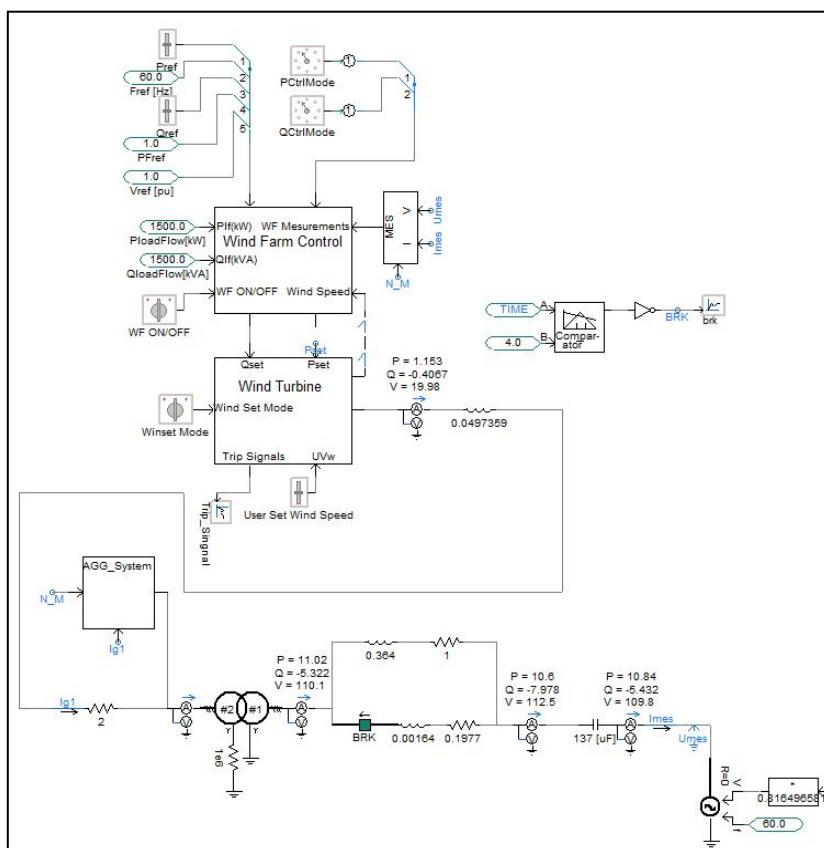 Pref
60.0
Fref [Hz]
Qref
1.0
PFref
1.0
Vref [pu]
1
2
3
4
5
PCtrlMode
1
QCtrlMode
1
1
2
1500.0
PloadFlow[kW]
1500.0
QloadFlow[kVA]
Plf(kW)
WF Mesurements
Wind Farm Control
Qlf(kVA)
WF ON/OFF
Wind Speed
WF ON/OFF
MES
V
I
Umes
Imes
N_M
TIME
A
4.0
B
Compar-
ator
BRK
brk
Pset
Qset
Pset
Wind Turbine
Wind Set Mode
Winset Mode
Trip Signals
UVw
Trip_Singnal
User Set Wind Speed
P = 1.153
Q = -0.4067
V = 19.98
A
V
0.0497359
AGG_System
N_M
Ig1
Ig1
2
A
V
#2
#1
Y
Y
1e6
P = 11.02
Q = -5.322
V = 110.1
A
V
0.364
1
BRK
0.00164
0.1977
P = 10.6
Q = -7.978
V = 112.5
A
V
137 [uF]
P = 10.84
Q = -5.432
V = 109.8
A
V
Imes
Umes
R=0
V
f
*
0.816496581
60.0